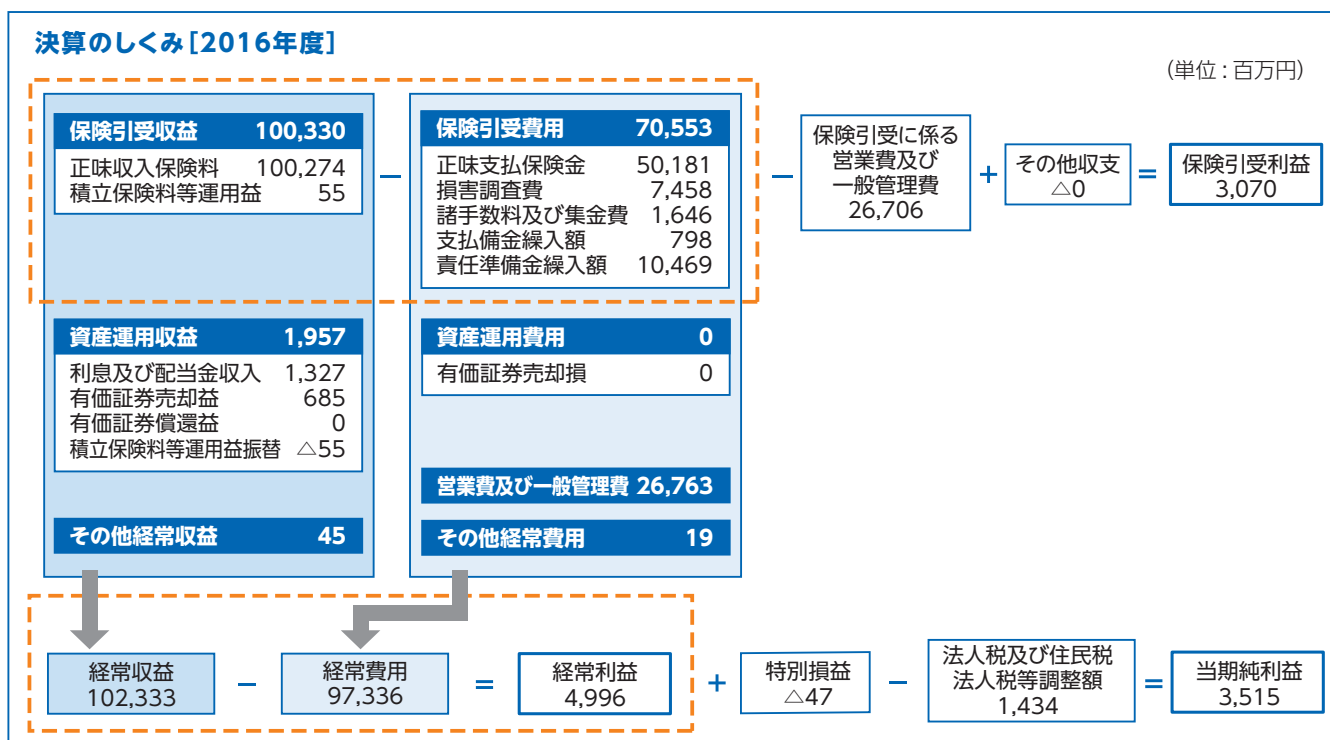 決算のしくみ[2016年度]
(単位:百万円)
保険引受収益 100,330
正味収入保険料 100,274
積立保険料等運用益 55
－
保険引受費用 70,553
正味支払保険金 50,181
損害調査費 7,458
諸手数料及び集金費 1,646
支払備金繰入額 798
責任準備金繰入額 10,469
－
保険引受に係る
営業費及び
一般管理費
26,706
＋
その他収支
△0
＝
保険引受利益
3,070
資産運用収益 1,957
利息及び配当金収入 1,327
有価証券売却益 685
有価証券償還益 0
積立保険料等運用益振替 △55
資産運用費用 0
有価証券売却損 0
営業費及び一般管理費 26,763
その他経常収益 45
その他経常費用 19
経常収益
102,333
－
経常費用
97,336
＝
経常利益
4,996
＋
特別損益
△47
－
法人税及び住民税
法人税等調整額
1,434
＝
当期純利益
3,515